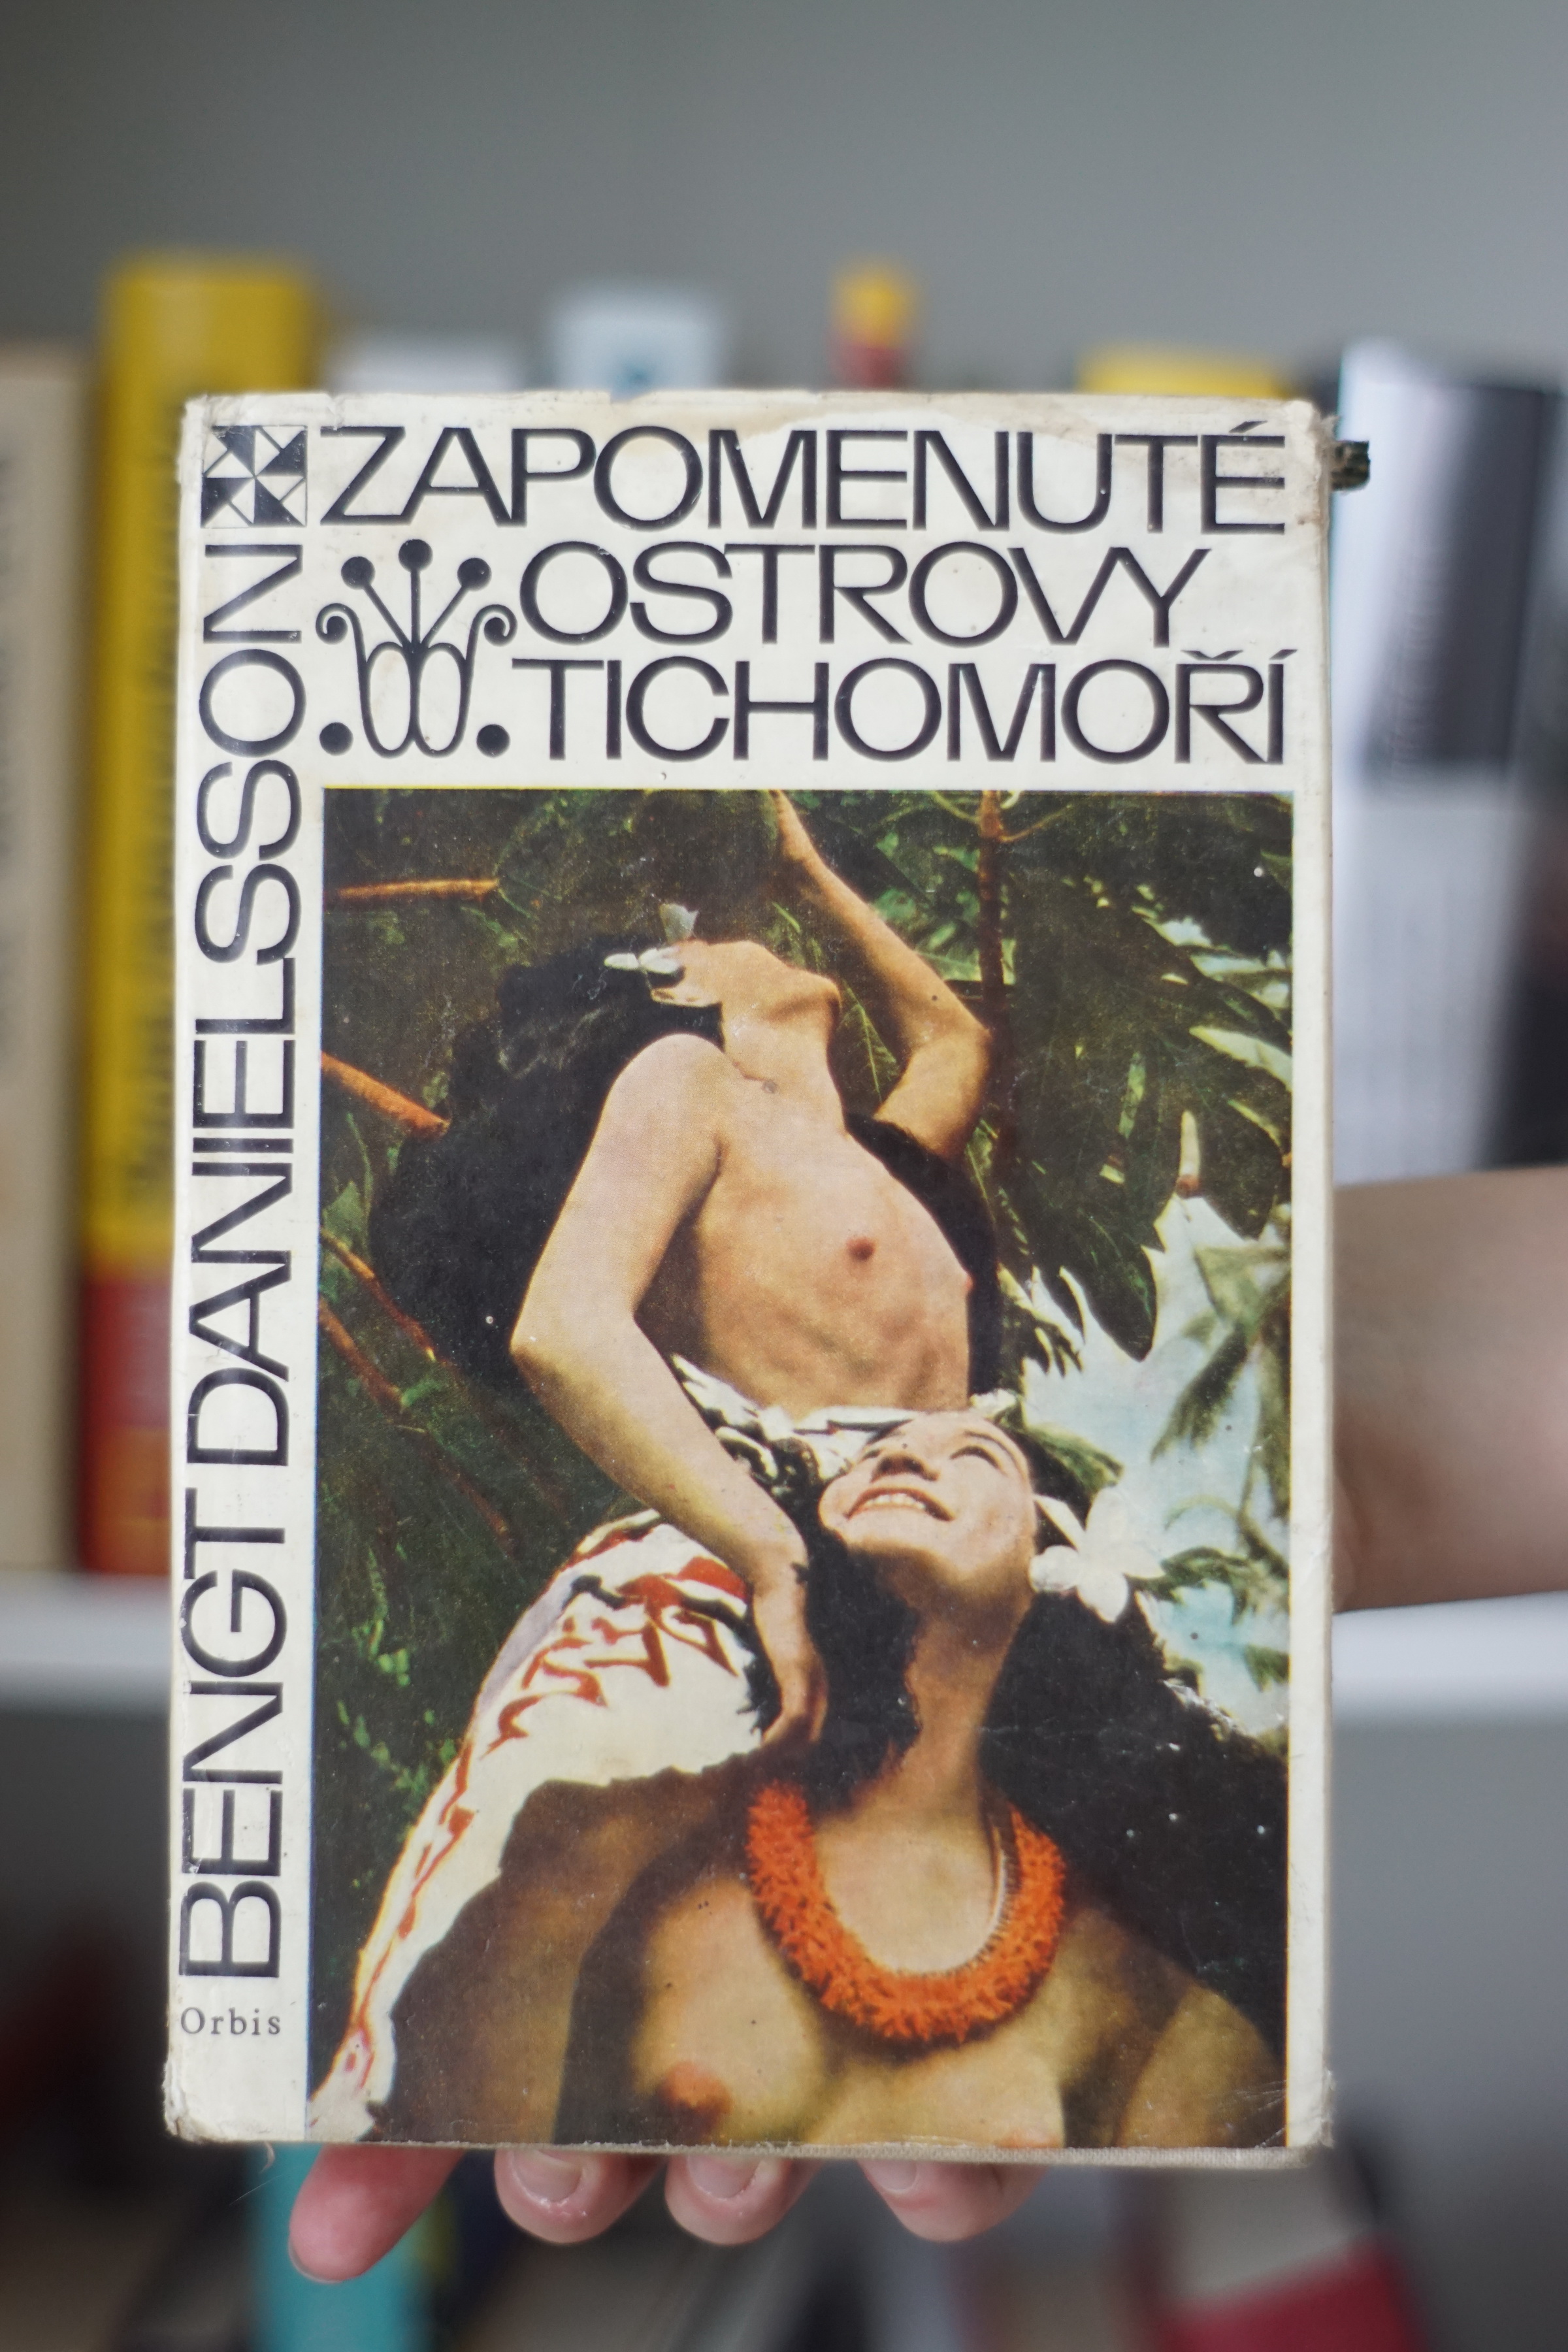 ZAPOMENUTÉ
OSTROVY
TICHOMOŘÍ
BENGT DANIELSSON
Orbis